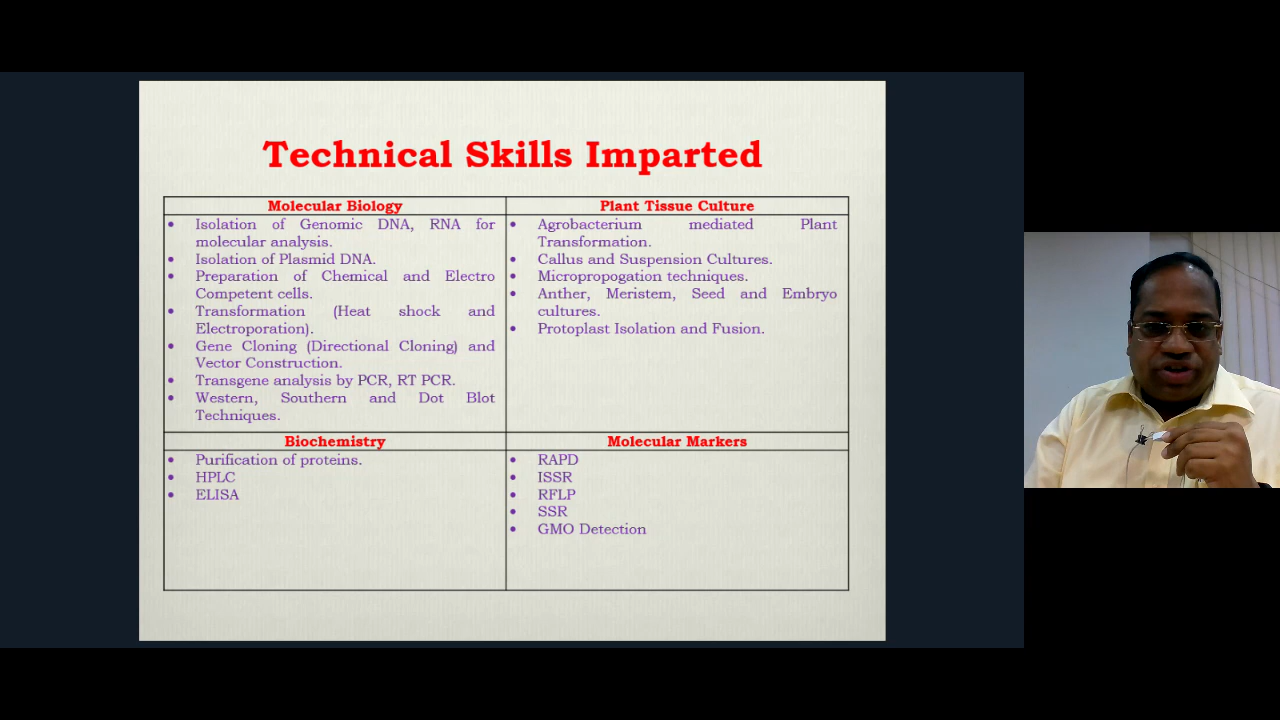 Technical Skills Imparted
Molecular Biology
Isolation of Genomic DNA, RNA for
molecular analysis.
Isolation of Plasmid DNA.
Preparation of Chemical and Electro
Competent cells.
Transformation (Heat shock and
Electroporation).
Gene Cloning (Directional Cloning) and
Vector Construction.
Transgene analysis by PCR, RT PCR.
Western, Southern and Dot Blot
Techniques.
Plant Tissue Culture
Agrobacterium mediated Plant
Transformation.
Callus and Suspension Cultures.
Micropropogation techniques.
Anther, Meristem, Seed and Embryo
cultures.
Protoplast Isolation and Fusion.
Biochemistry
Purification of proteins.
HPLC
ELISA
Molecular Markers
RAPD
ISSR
RFLP
SSR
GMO Detection